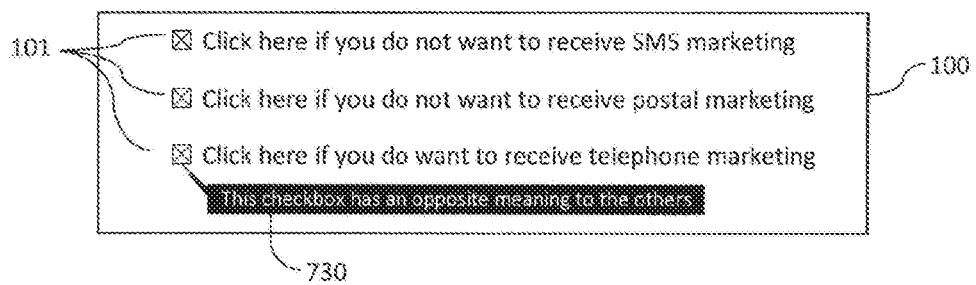 101
Click here if you do not want to receive SMS marketing
100
Click here if you do not want to receive postal marketing
Click here if you do want to receive telephone marketing
This checkbox has an opposite meaning to the others
730